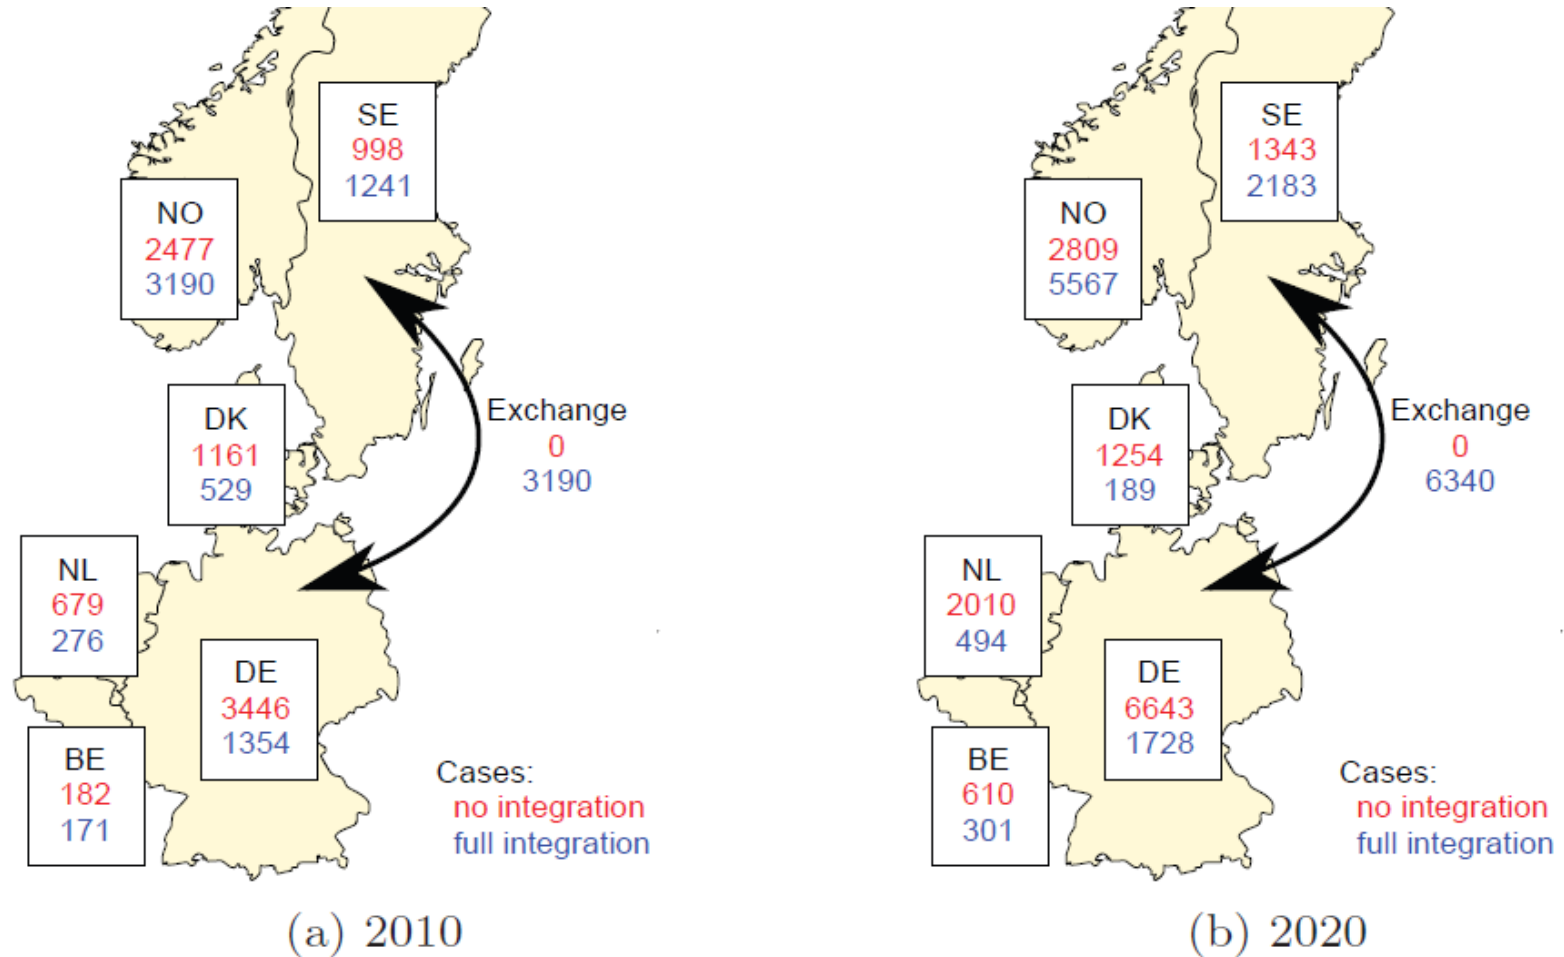 SE
998
1241
NO
2477
3190
DK
1161
529
Exchange
0
3190
NL
679
276
DE
3446
1354
BE
182
171
Cases:
no integration
full integration
(a) 2010
SE
1343
2183
NO
2809
5567
DK
1254
189
Exchange
0
6340
NL
2010
494
DE
6643
1728
BE
610
301
Cases:
no integration
full integration
(b) 2020